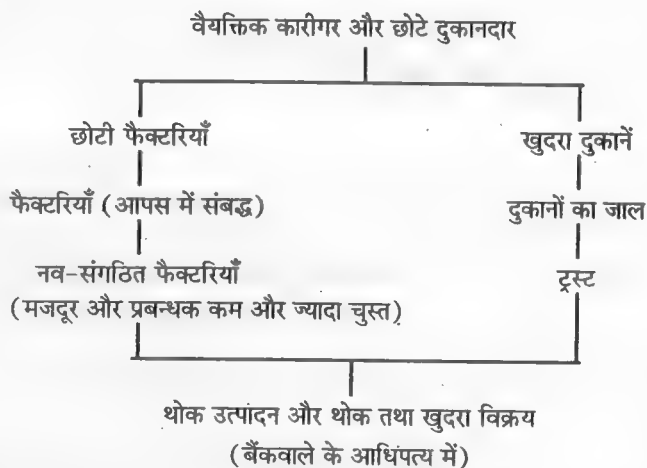 वैयक्तिक कारीगर और छोटे दुकानदार
छोटी फैक्टरियाँ
खुदरा दुकानें
फैक्टरियाँ (आपस में संबद्ध)
दुकानों का जाल
नव-संगठित फैक्टरियाँ
(मजदूर और प्रबन्धक कम और ज्यादा चुस्त)
ट्रस्ट
थोक उत्पादन और थोक तथा खुदरा विक्रय
(बैंकवाले के आधिपत्य में)